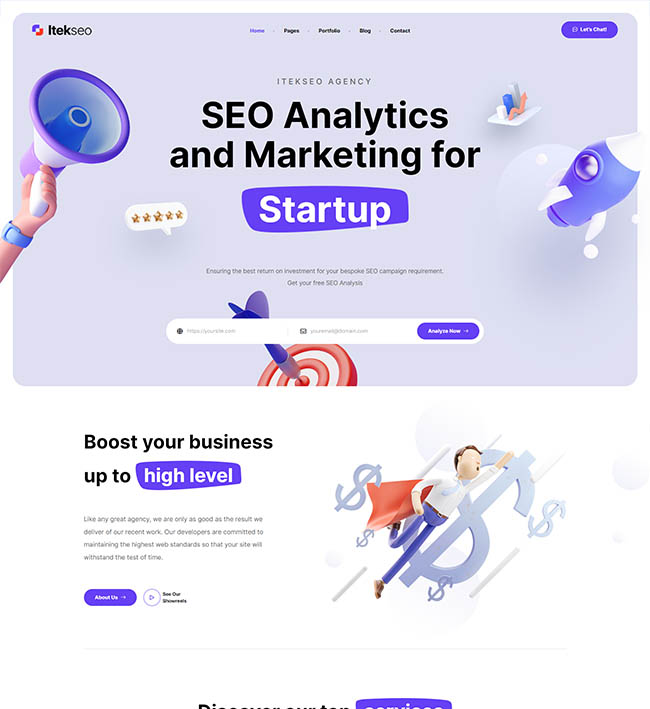 Itekseo
Home
Pages
Portfolio
Blog
Contact
Let's Chat!
ITEKSEO AGENCY
SEO Analytics
and Marketing for
Startup
Ensuring the best return on investment for your bespoke SEO campaign requirement.
Get your free SEO Analysis
https://yoursite.com
youremail@domain.com
Analyze Now →
Boost your business
up to high level
Like any great agency, we are only as good as the result we
deliver of our recent work. Our developers are committed to
maintaining the highest web standards so that your site will
withstand the test of time.
About Us →
See Our
Showreels
Discover our top services